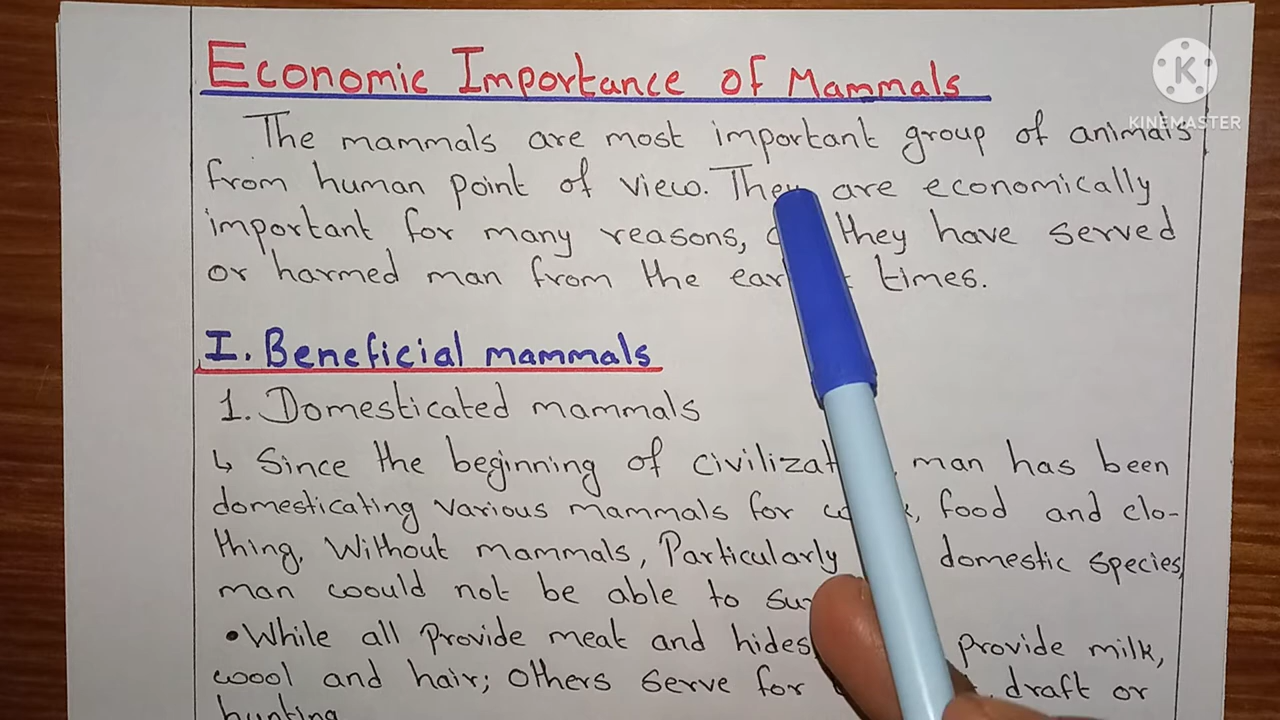 Economic Importance of Mammals
KINEMASTER
The mammals are most important group of animals
from human point of view. They are economically
important for many reasons, they have served
or harmed man from the times.
I. Beneficial mammals
1. Domesticated mammals
↳ Since the beginning of man has been
domesticating various mammals for food and clo-
thing. Without mammals, Particularly domestic species,
man would not be able to
• While all provide meat and hides, provide milk,
wool and hair; others serve for draft or
hunting